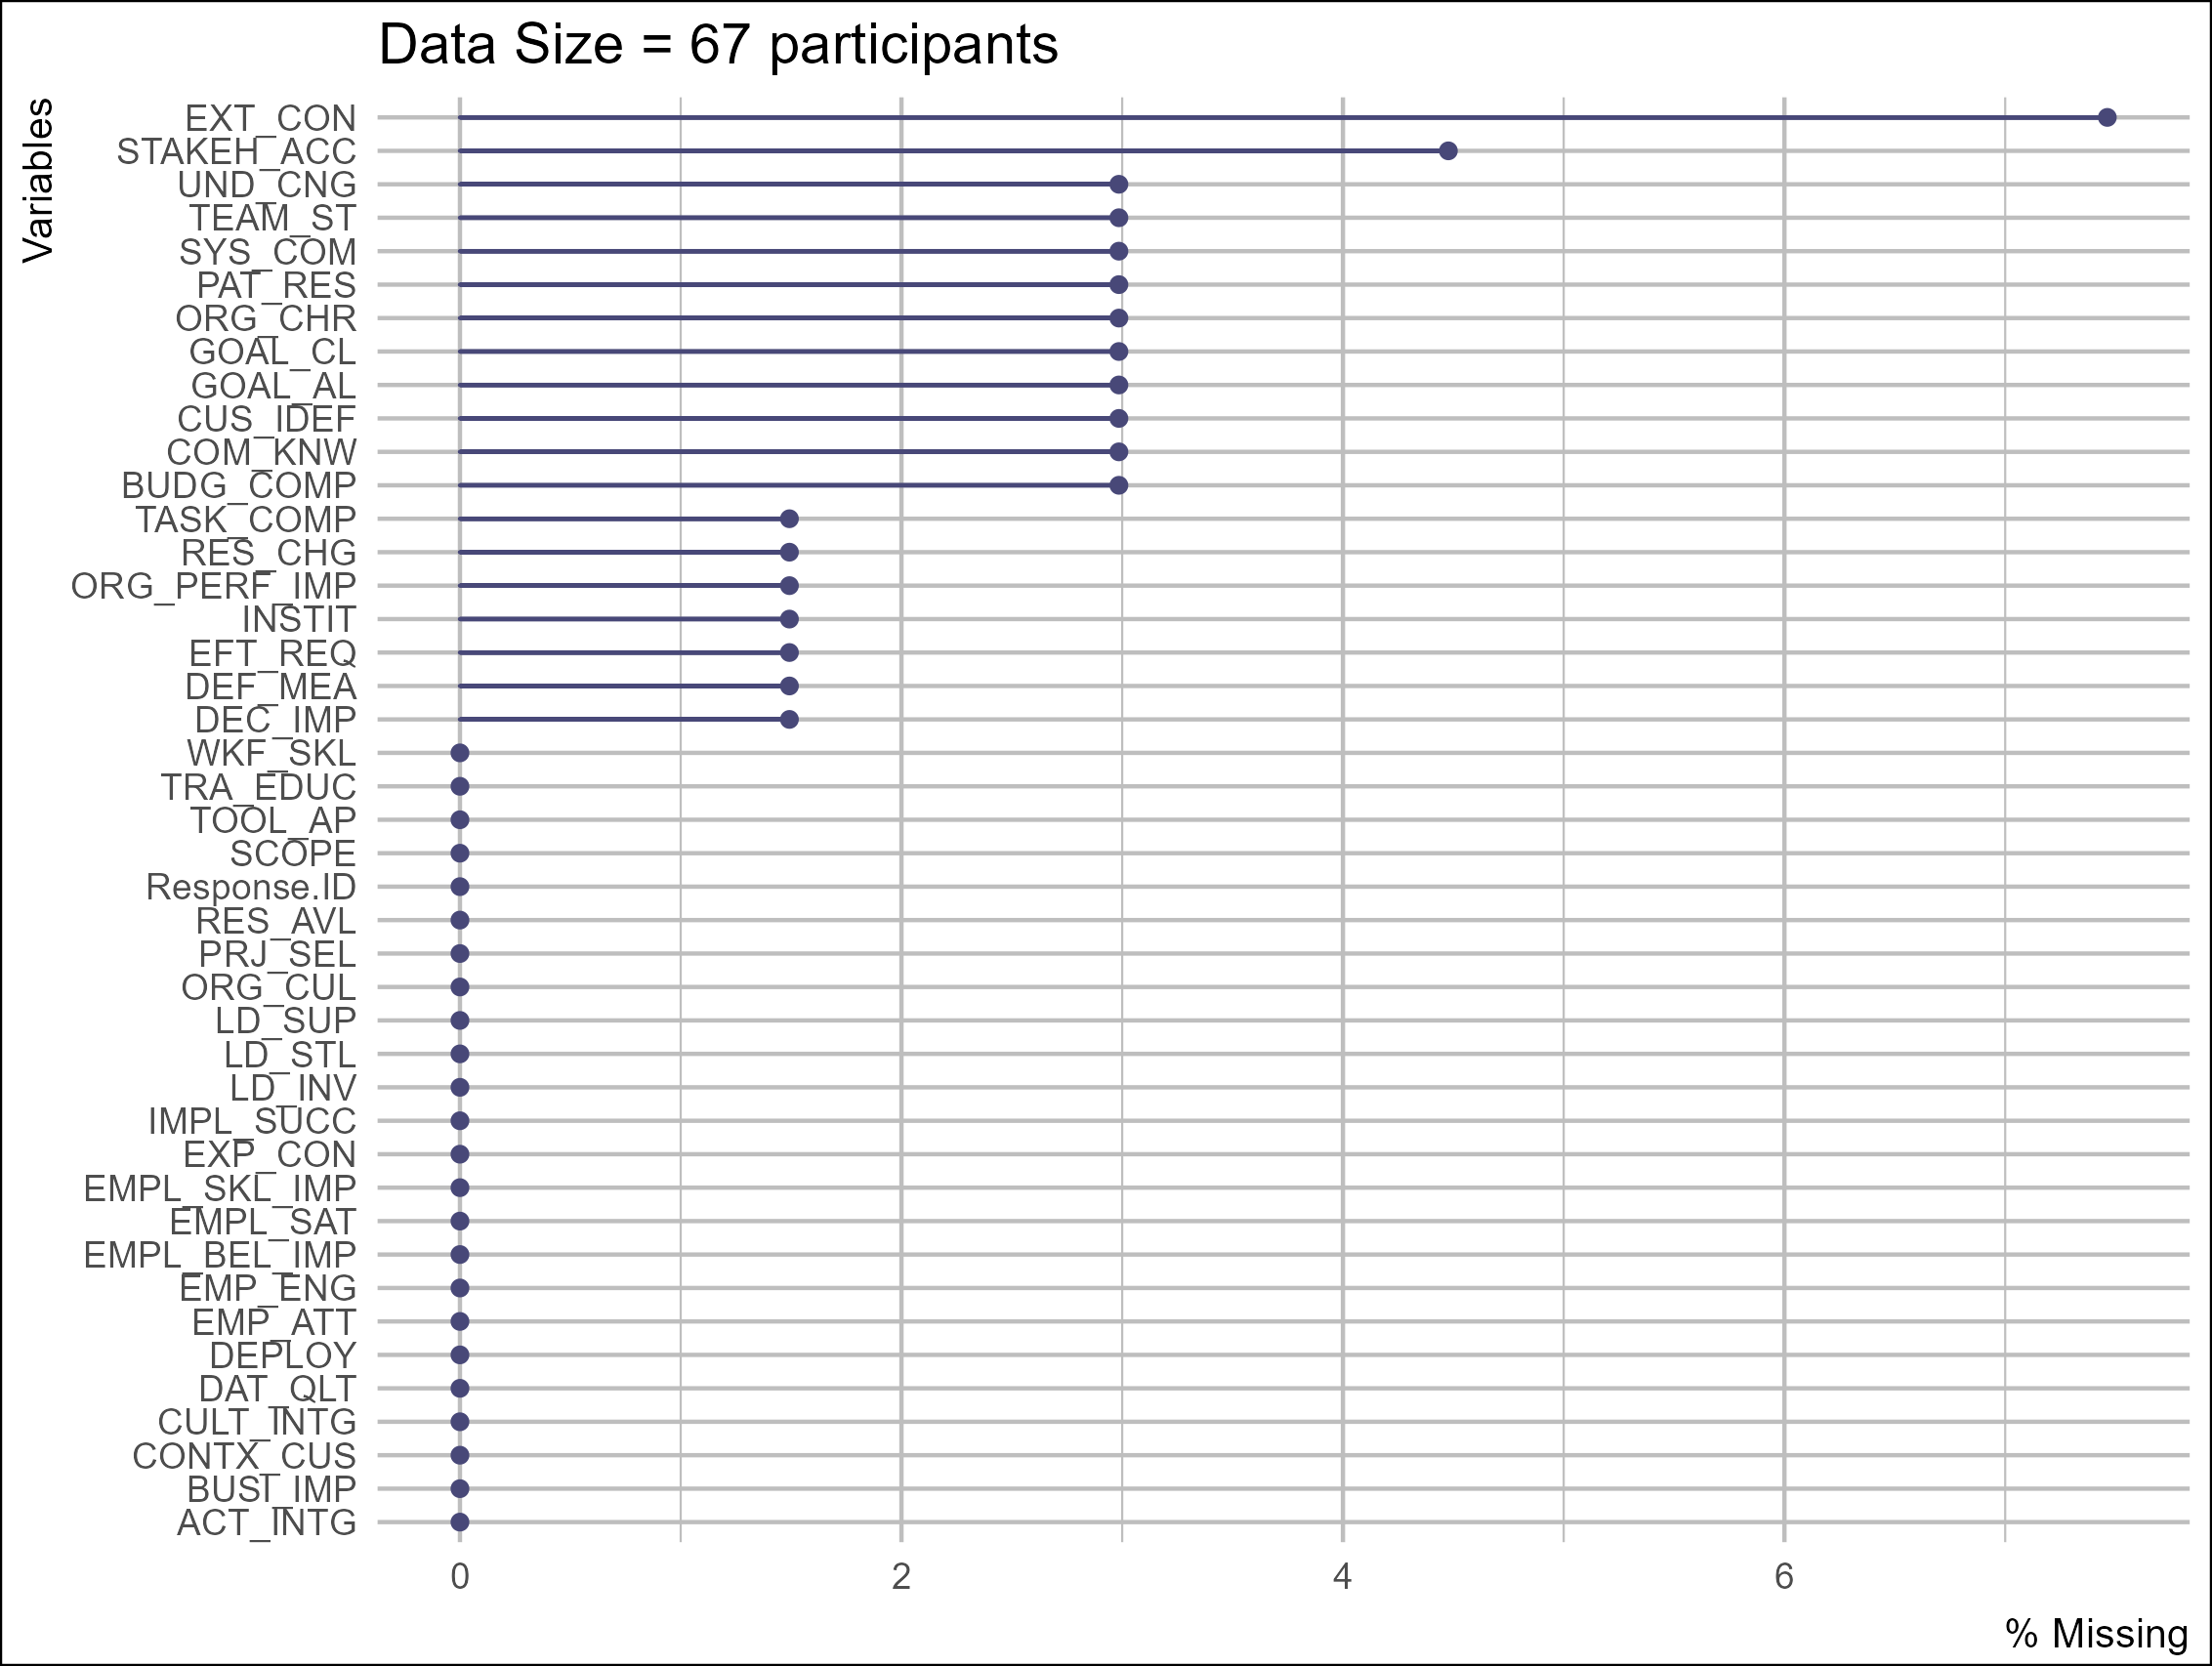 Data Size = 67 participants
Variables
EXT_CON
STAKEH_ACC
UND_CNG
TEAM_ST
SYS_COM
PAT_RES
ORG_CHR
GOAL_CL
GOAL_AL
CUS_IDEF
COM_KNW
BUDG_COMP
TASK_COMP
RES_CHG
ORG_PERF_IMP
INSTIT
EFT_REQ
DEF_MEA
DEC_IMP
WKF_SKL
TRA_EDUC
TOOL_AP
SCOPE
Response.ID
RES_AVL
PRJ_SEL
ORG_CUL
LD_SUP
LD_STL
LD_INV
IMPL_SUCC
EXP_CON
EMPL_SKL_IMP
EMPL_SAT
EMPL_BEL_IMP
EMP_ENG
EMP_ATT
DEPLOY
DAT_QLT
CULT_INTG
CONTX_CUS
BUST_IMP
ACT_INTG
0 2 4 6
% Missing